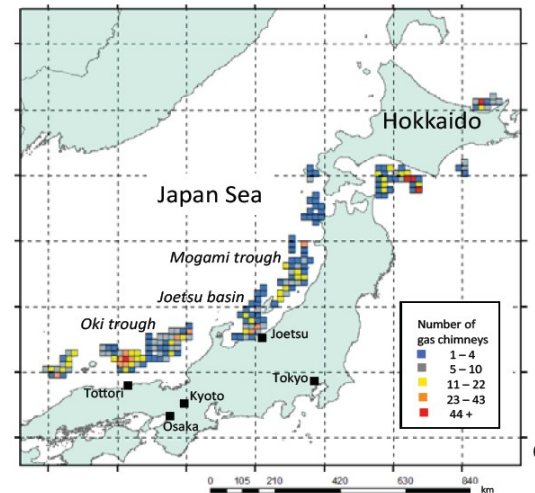 Hokkaido
Japan Sea
Mogami trough
Joetsu basin
Oki trough
Joetsu
Tokyo
Tottori
Kyoto
Osaka
Number of
gas chimneys
1 – 4
5 – 10
11 – 22
23 – 43
44 +
0 105 210 420 630 840
km